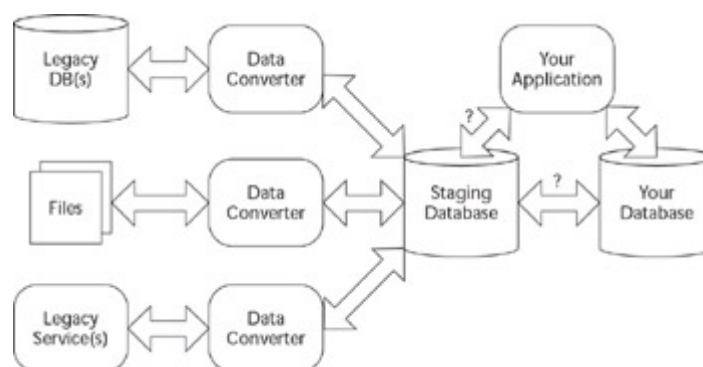 Legacy
DB(s)
Data
Converter
Your
Application
?
Files
Data
Converter
Staging
Database
?
Your
Database
Legacy
Service(s)
Data
Converter